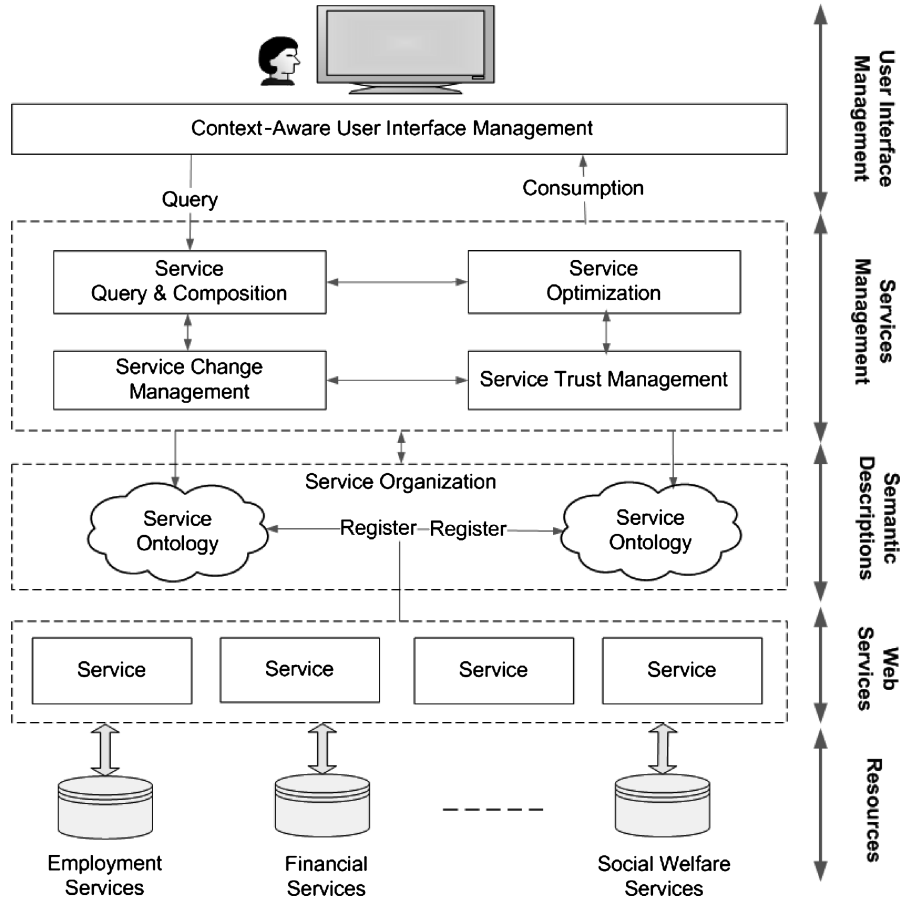 Context-Aware User Interface Management
Query
Consumption
Service
Query & Composition
Service
Optimization
Service Change
Management
Service Trust Management
Service Organization
Service
Ontology
Register
Register
Service
Ontology
Service
Service
Service
Service
Employment
Services
Financial
Services
Social Welfare
Services
User Interface
Management
Services
Management
Semantic
Descriptions
Web
Services
Resources